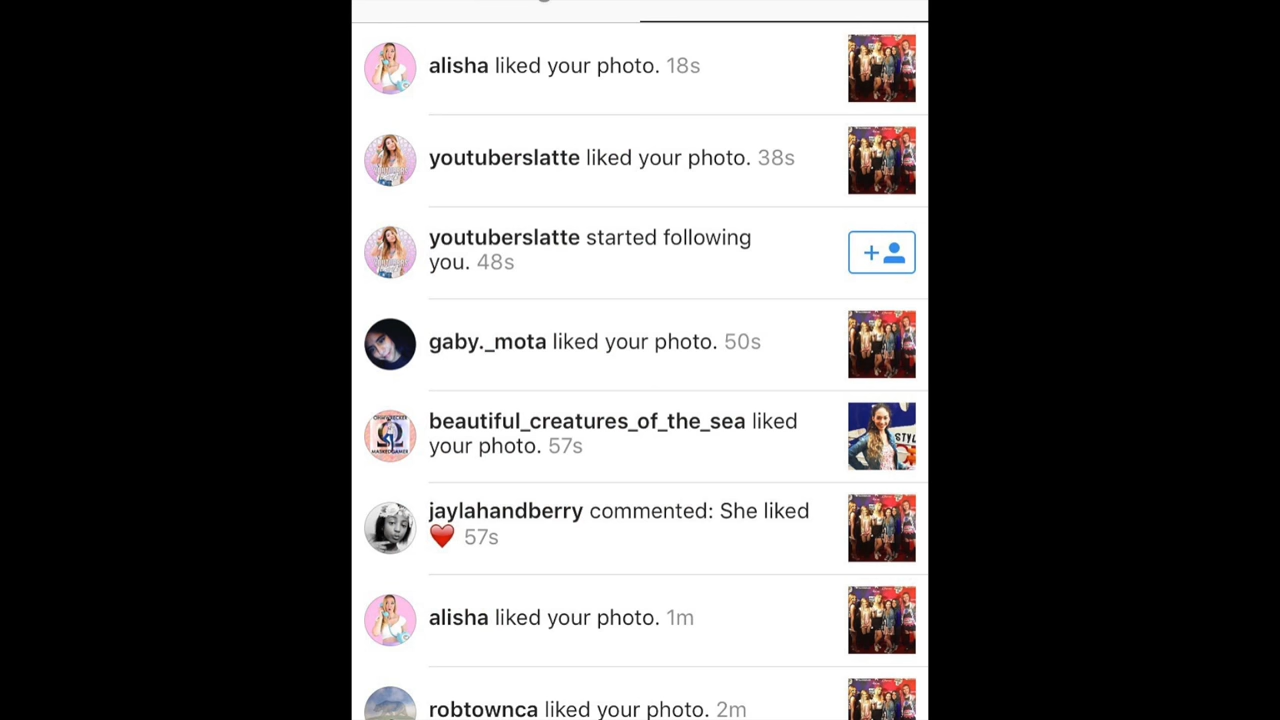 alisha liked your photo. 18s
youtuberslatte liked your photo. 38s
youtuberslatte started following
you. 48s
gaby._mota liked your photo. 50s
beautiful_creatures_of_the_sea liked
your photo. 57s
STYL
jaylahandberry commented: She liked
❤️ 57s
alisha liked your photo. 1m
robtownca liked your photo. 2m